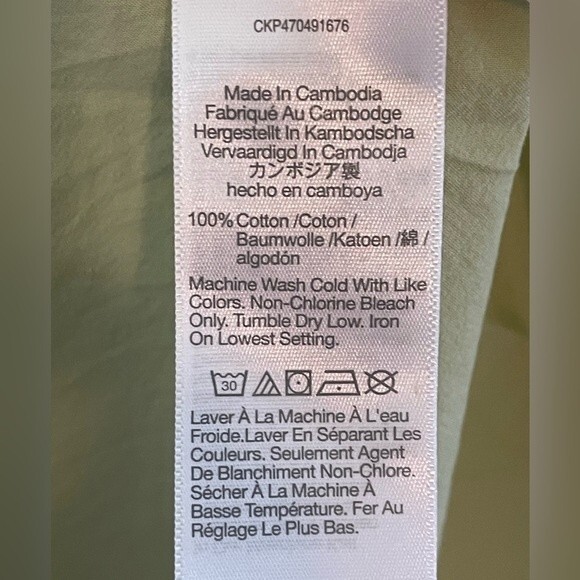 CKP470491676
Made In Cambodia
Fabriqué Au Cambodge
Hergestellt In Kambodscha
Vervaardigd In Cambodja
カンボジア製
hecho en camboya
100% Cotton /Coton /
Baumwolle /Katoen /綿 /
algodón
Machine Wash Cold With Like
Colors. Non-Chlorine Bleach
Only. Tumble Dry Low. Iron
On Lowest Setting.
30
Laver À La Machine À L'eau
Froide.Laver En Séparant Les
Couleurs. Seulement Agent
De Blanchiment Non-Chlore.
Sécher À La Machine À
Basse Température. Fer Au
Réglage Le Plus Bas.